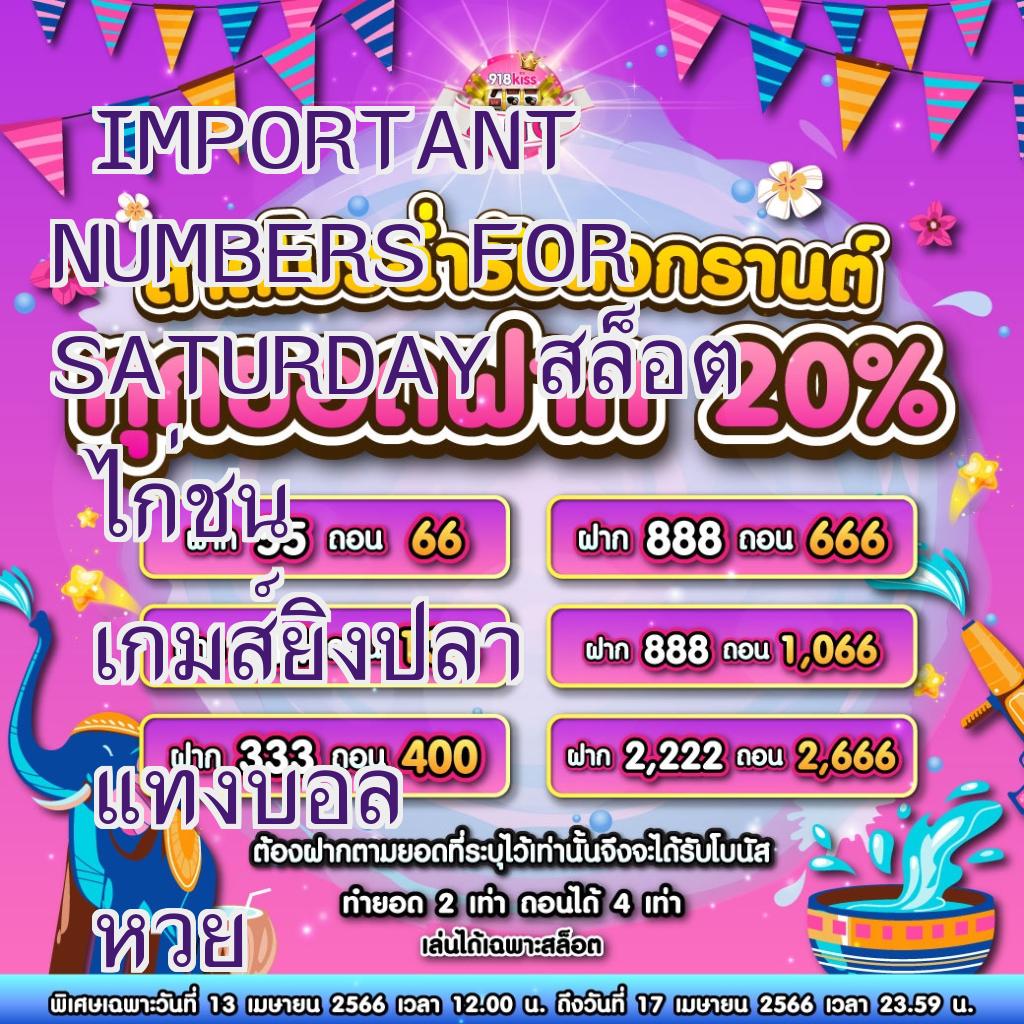 918kiss
IMPORTANT
NUMBERS FOR
SATURDAY สล็อต
20%
ไก่ชน
ถอน 66
ฝาก 888 ถอน 666
เกมส์ยิงปลา
ฝาก 888 ถอน 1,066
ฝาก 333 ถอน 400
ฝาก 2,222 ถอน 2,666
แทงบอล
ต้องฝากตามยอดที่ระบุไว้เท่านั้นจึงจะได้รับโบนัส
ทำยอด 2 เท่า ถอนได้ 4 เท่า
หวย
เล่นได้เฉพาะสล็อต
พิเศษเฉพาะวันที่ 13 เมษายน 2566 เวลา 12.00 น. ถึงวันที่ 17 เมษายน 2566 เวลา 23.59 น.